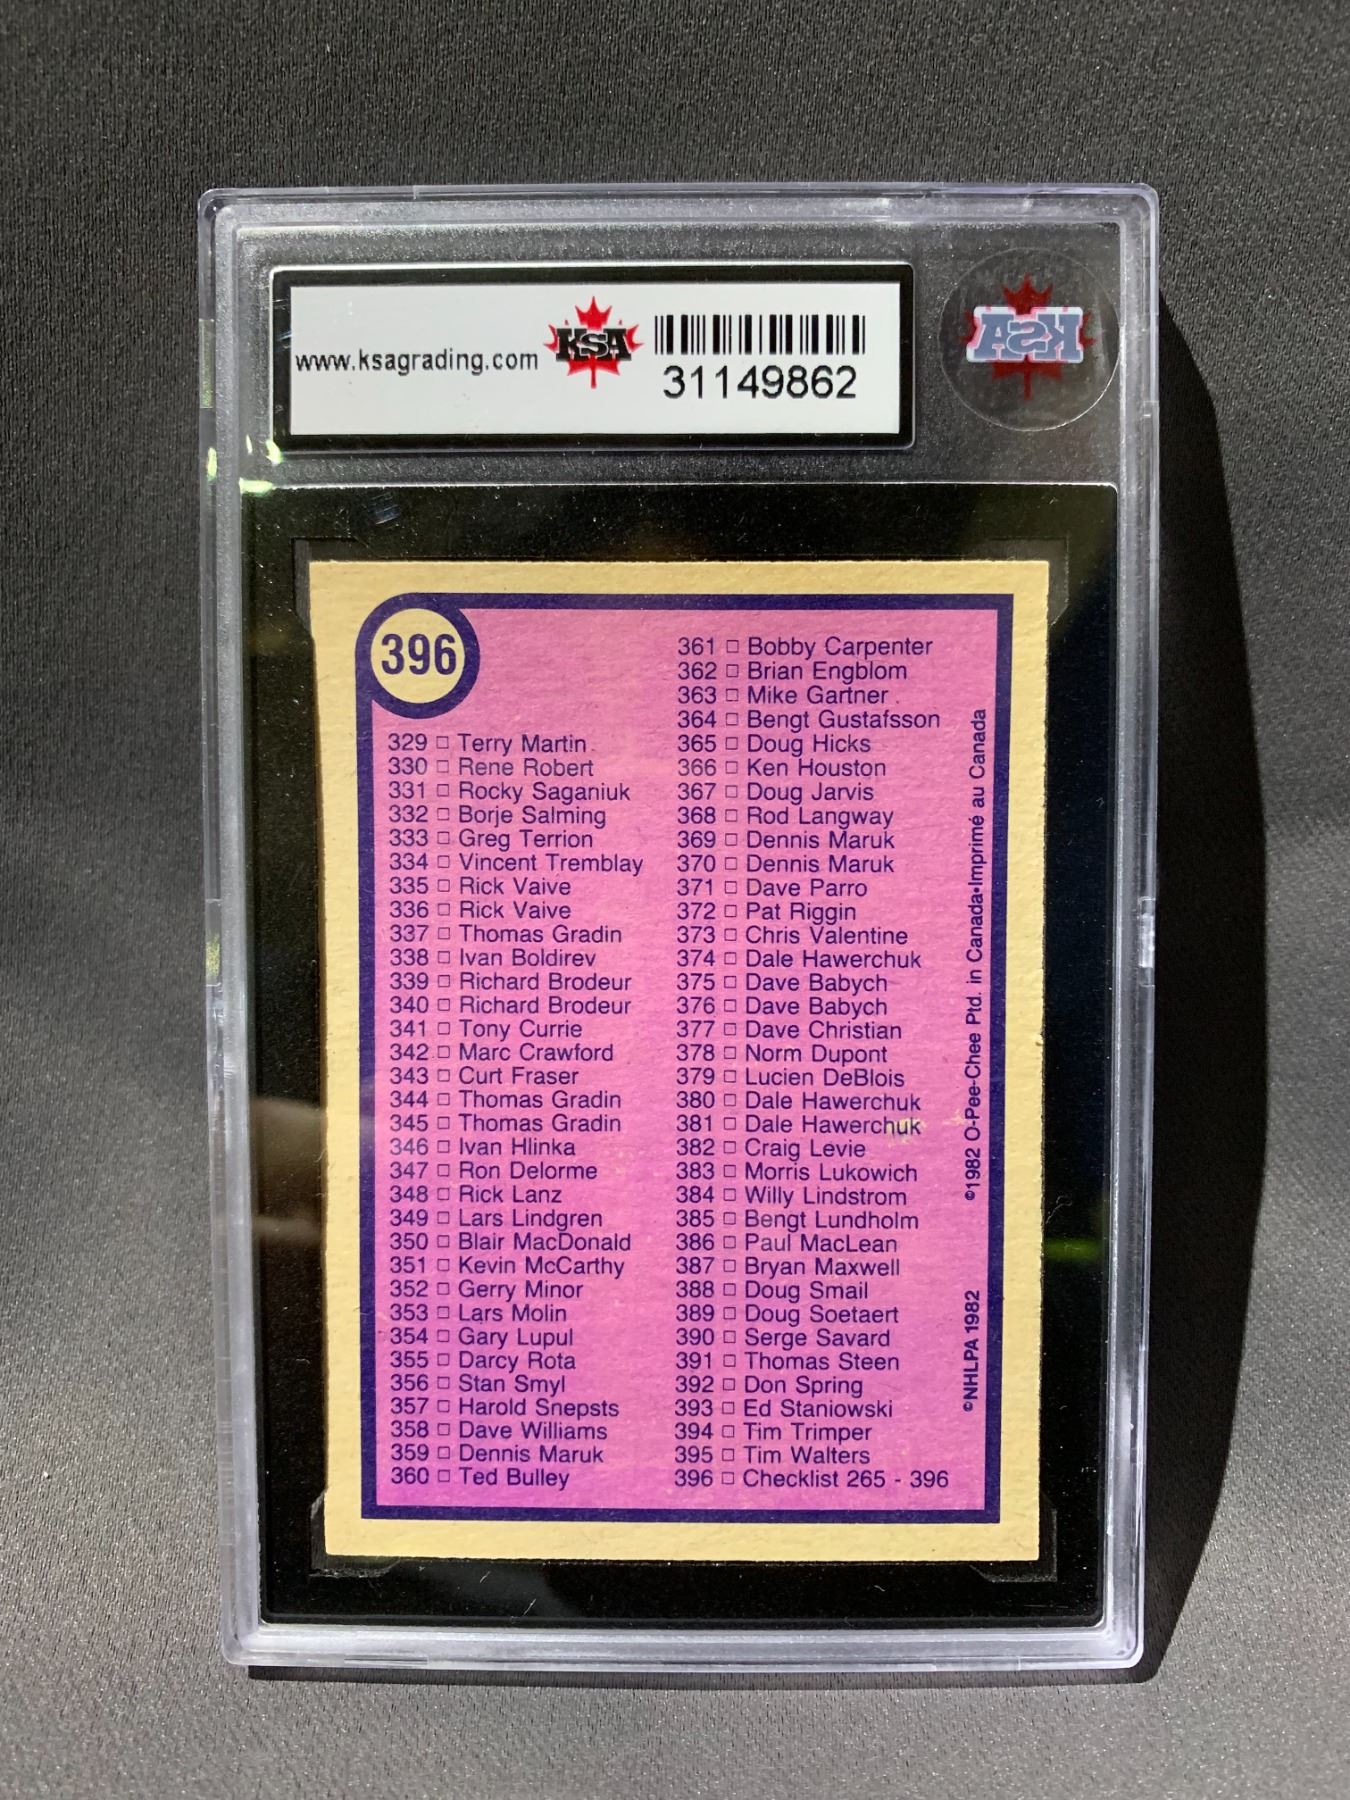 www.ksagrading.com
KSA
31149862
KSA
396
329 □ Terry Martin
330 □ Rene Robert
331 □ Rocky Saganiuk
332 □ Borje Salming
333 □ Greg Terrion
334 □ Vincent Tremblay
335 □ Rick Vaive
336 □ Rick Vaive
337 □ Thomas Gradin
338 □ Ivan Boldirev
339 □ Richard Brodeur
340 □ Richard Brodeur
341 □ Tony Currie
342 □ Marc Crawford
343 □ Curt Fraser
344 □ Thomas Gradin
345 □ Thomas Gradin
346 □ Ivan Hlinka
347 □ Ron Delorme
348 □ Rick Lanz
349 □ Lars Lindgren
350 □ Blair MacDonald
351 □ Kevin McCarthy
352 □ Gerry Minor
353 □ Lars Molin
354 □ Gary Lupul
355 □ Darcy Rota
356 □ Stan Smyl
357 □ Harold Snepsts
358 □ Dave Williams
359 □ Dennis Maruk
360 □ Ted Bulley
361 □ Bobby Carpenter
362 □ Brian Engblom
363 □ Mike Gartner
364 □ Bengt Gustafsson
365 □ Doug Hicks
366 □ Ken Houston
367 □ Doug Jarvis
368 □ Rod Langway
369 □ Dennis Maruk
370 □ Dennis Maruk
371 □ Dave Parro
372 □ Pat Riggin
373 □ Chris Valentine
374 □ Dale Hawerchuk
375 □ Dave Babych
376 □ Dave Babych
377 □ Dave Christian
378 □ Norm Dupont
379 □ Lucien DeBlois
380 □ Dale Hawerchuk
381 □ Dale Hawerchuk
382 □ Craig Levie
383 □ Morris Lukowich
384 □ Willy Lindstrom
385 □ Bengt Lundholm
386 □ Paul MacLean
387 □ Bryan Maxwell
388 □ Doug Smail
389 □ Doug Soetaert
390 □ Serge Savard
391 □ Thomas Steen
392 □ Don Spring
393 □ Ed Staniowski
394 □ Tim Trimper
395 □ Tim Walters
396 □ Checklist 265 - 396
©NHLPA 1982 ©1982 O-Pee-Chee Ptd. in Canada•Imprimé au Canada